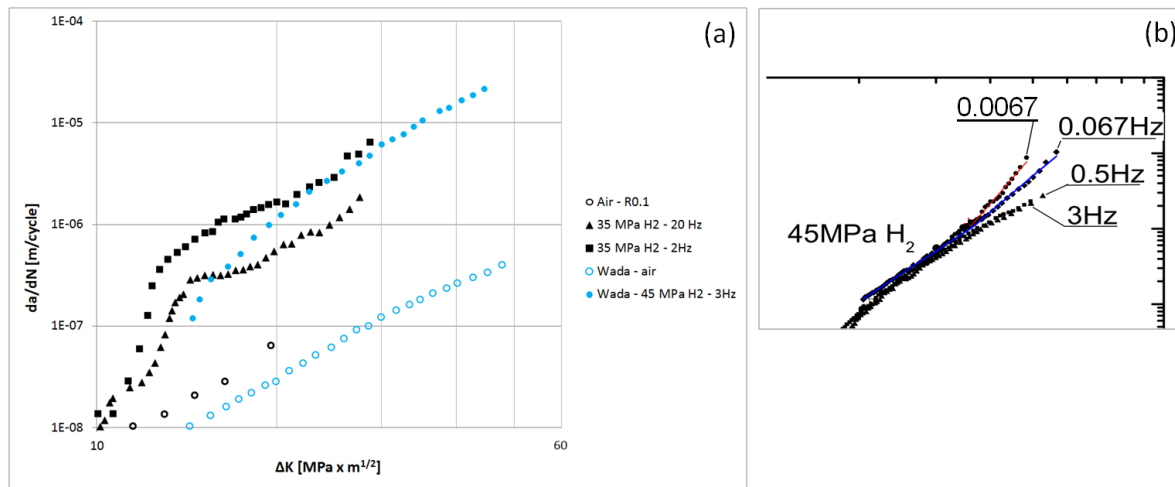 (a)
1E-04
1E-05
1E-06
1E-07
1E-08
da/dN [m/cycle]
10
60
ΔK [MPa x m^1/2]
Air - R0.1
35 MPa H2 - 20 Hz
35 MPa H2 - 2Hz
Wada - air
Wada - 45 MPa H2 - 3Hz
(b)
0.0067
0.067Hz
0.5Hz
3Hz
45MPa H₂